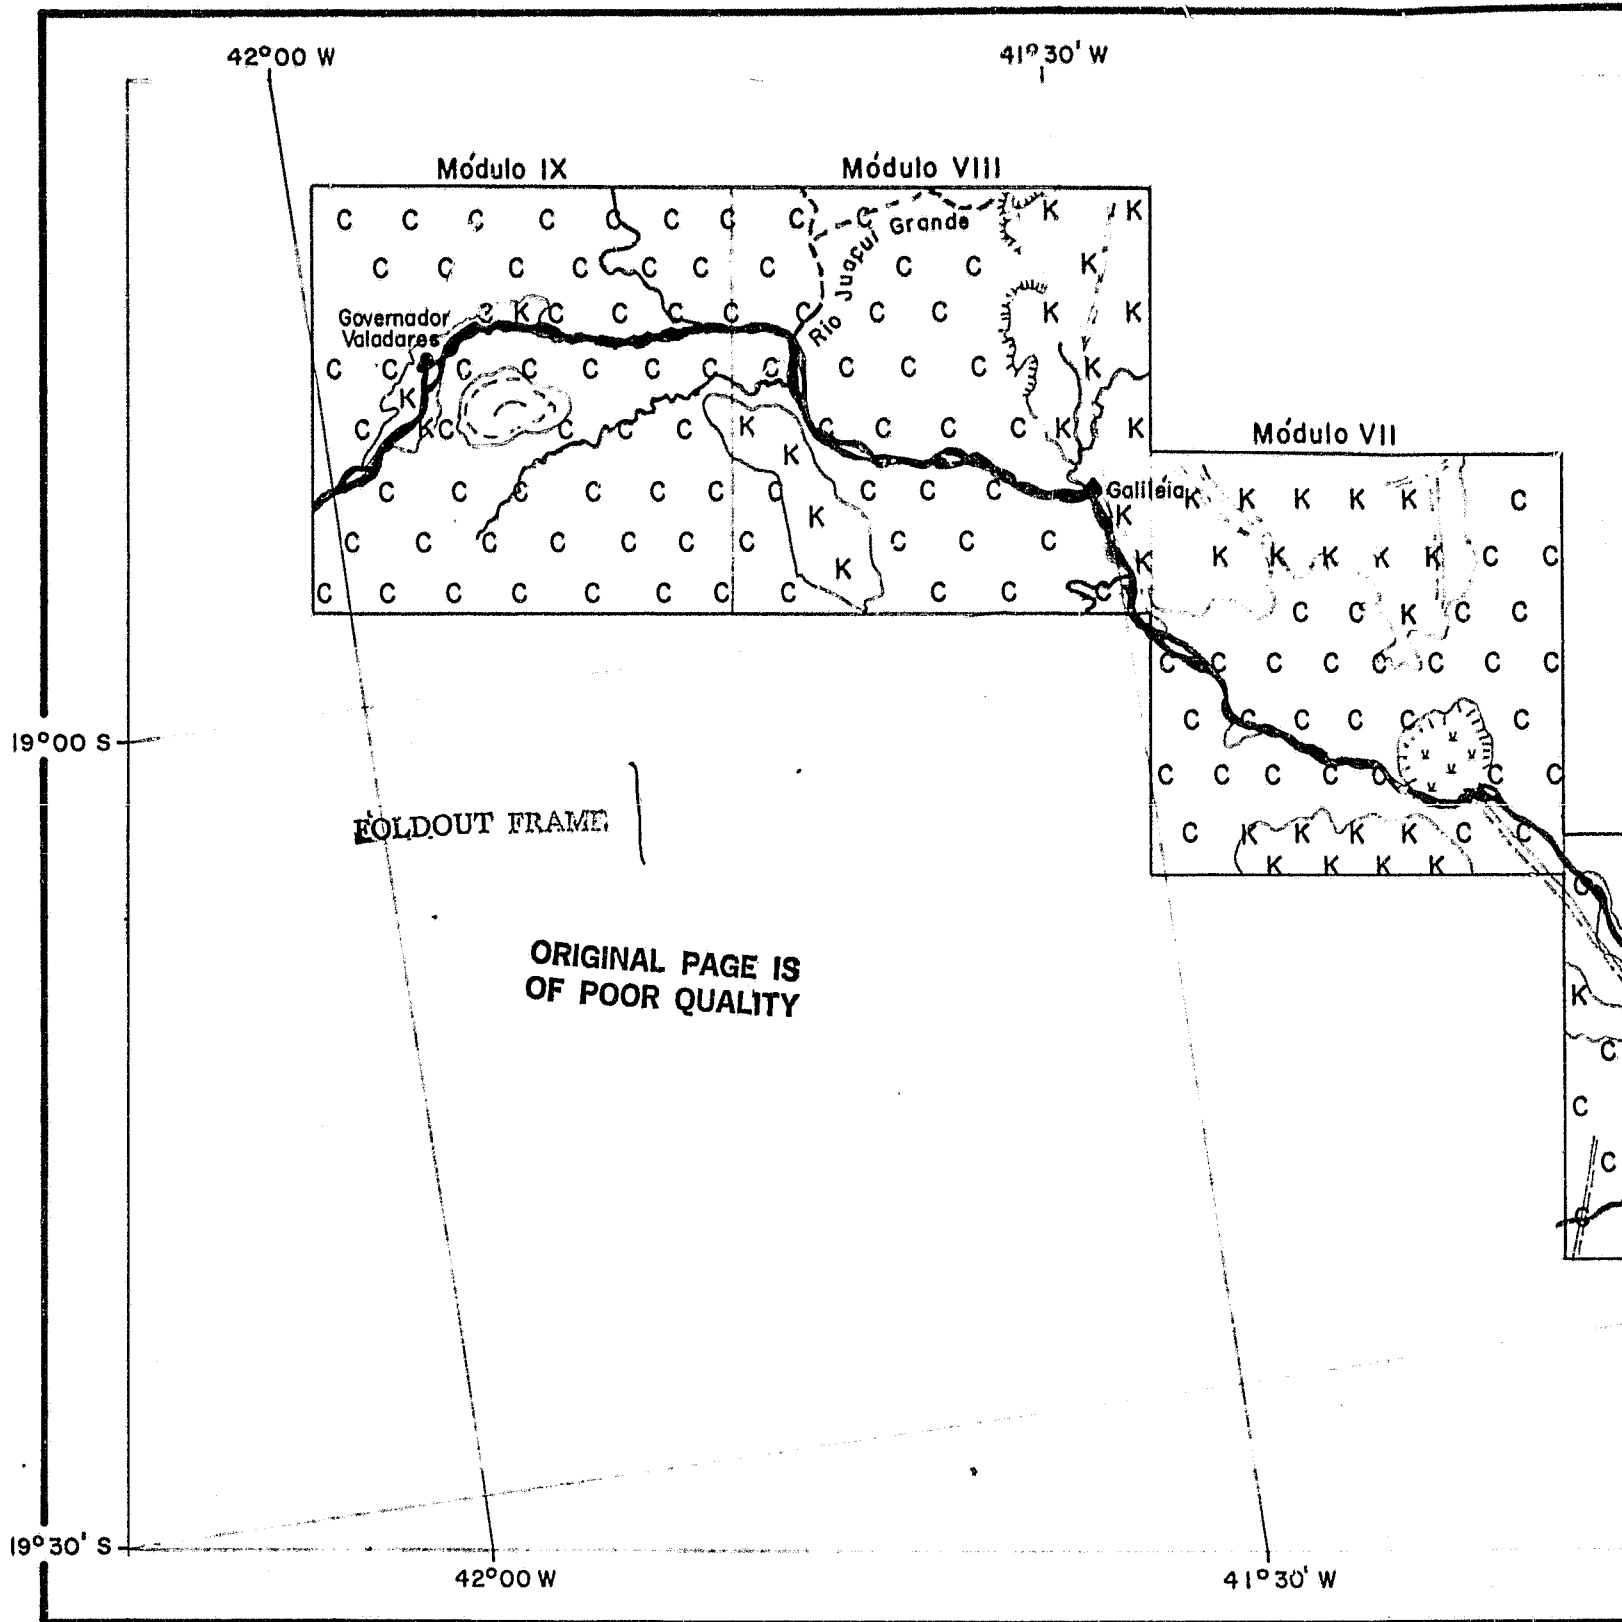 42°00 W
41°30' W
Módulo IX
Módulo VIII
C C C C C C C C C K K
Grande
C C C C C C C C C K
Rio Juaçui
C K C C C C C C C C K K
Governador
Valadares
C C C C C C C C C C C K
K
C K C C C C K C C C C K K
Módulo VII
K
C C C C C C C C C C
Galiléia
K K K K K C
K K
C C C C C C C C C C
K K K K K K C C
K
C C C C C C C C C C C
C C K C C
C C C C C C C C
19°00 S
C C C C C C
K K K K K
C C C C C C C
FOLDOUT FRAME
C K K K K C C
K K K K
C
ORIGINAL PAGE IS
OF POOR QUALITY
K
C
C
C
C
19°30' S
42°00 W
41°30' W